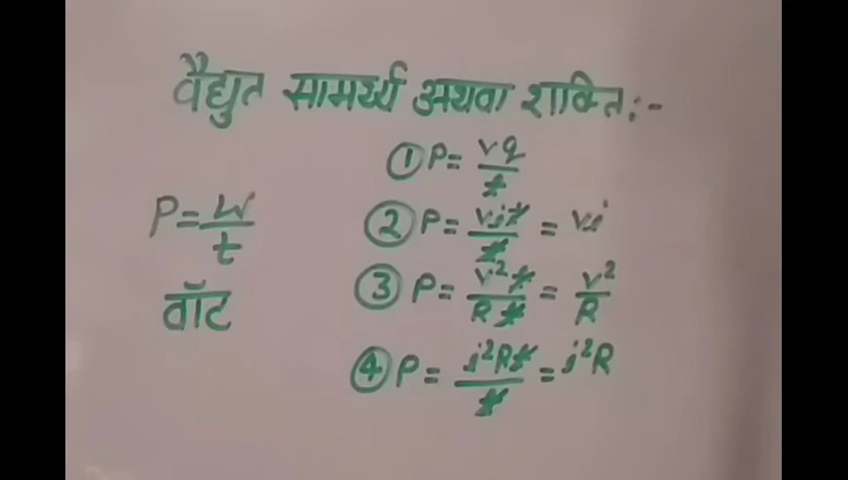 वैद्युत सामर्थ्य अथवा शक्ति :-
① P = vq/t
P = W/t
वॉट
② P = vit/t = vi
③ P = v²t/Rt = v²/R
④ P = i²Rt/t = i²R